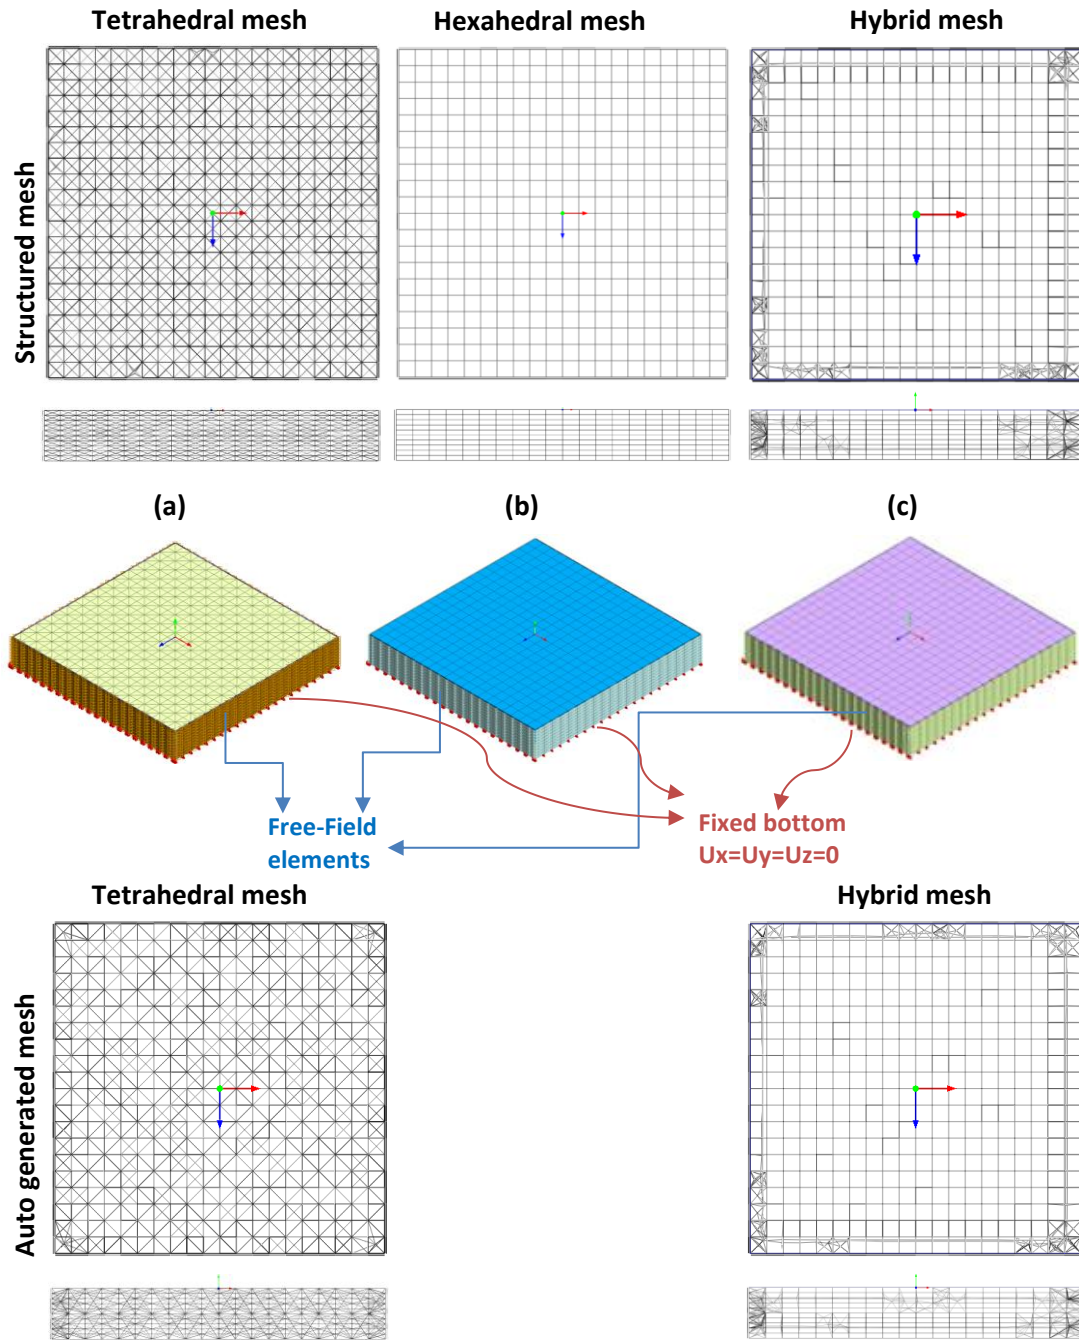 Tetrahedral mesh
Hexahedral mesh
Hybrid mesh
Structured mesh
(a)
(b)
(c)
Free-Field
elements
Fixed bottom
Ux=Uy=Uz=0
Tetrahedral mesh
Hybrid mesh
Auto generated mesh